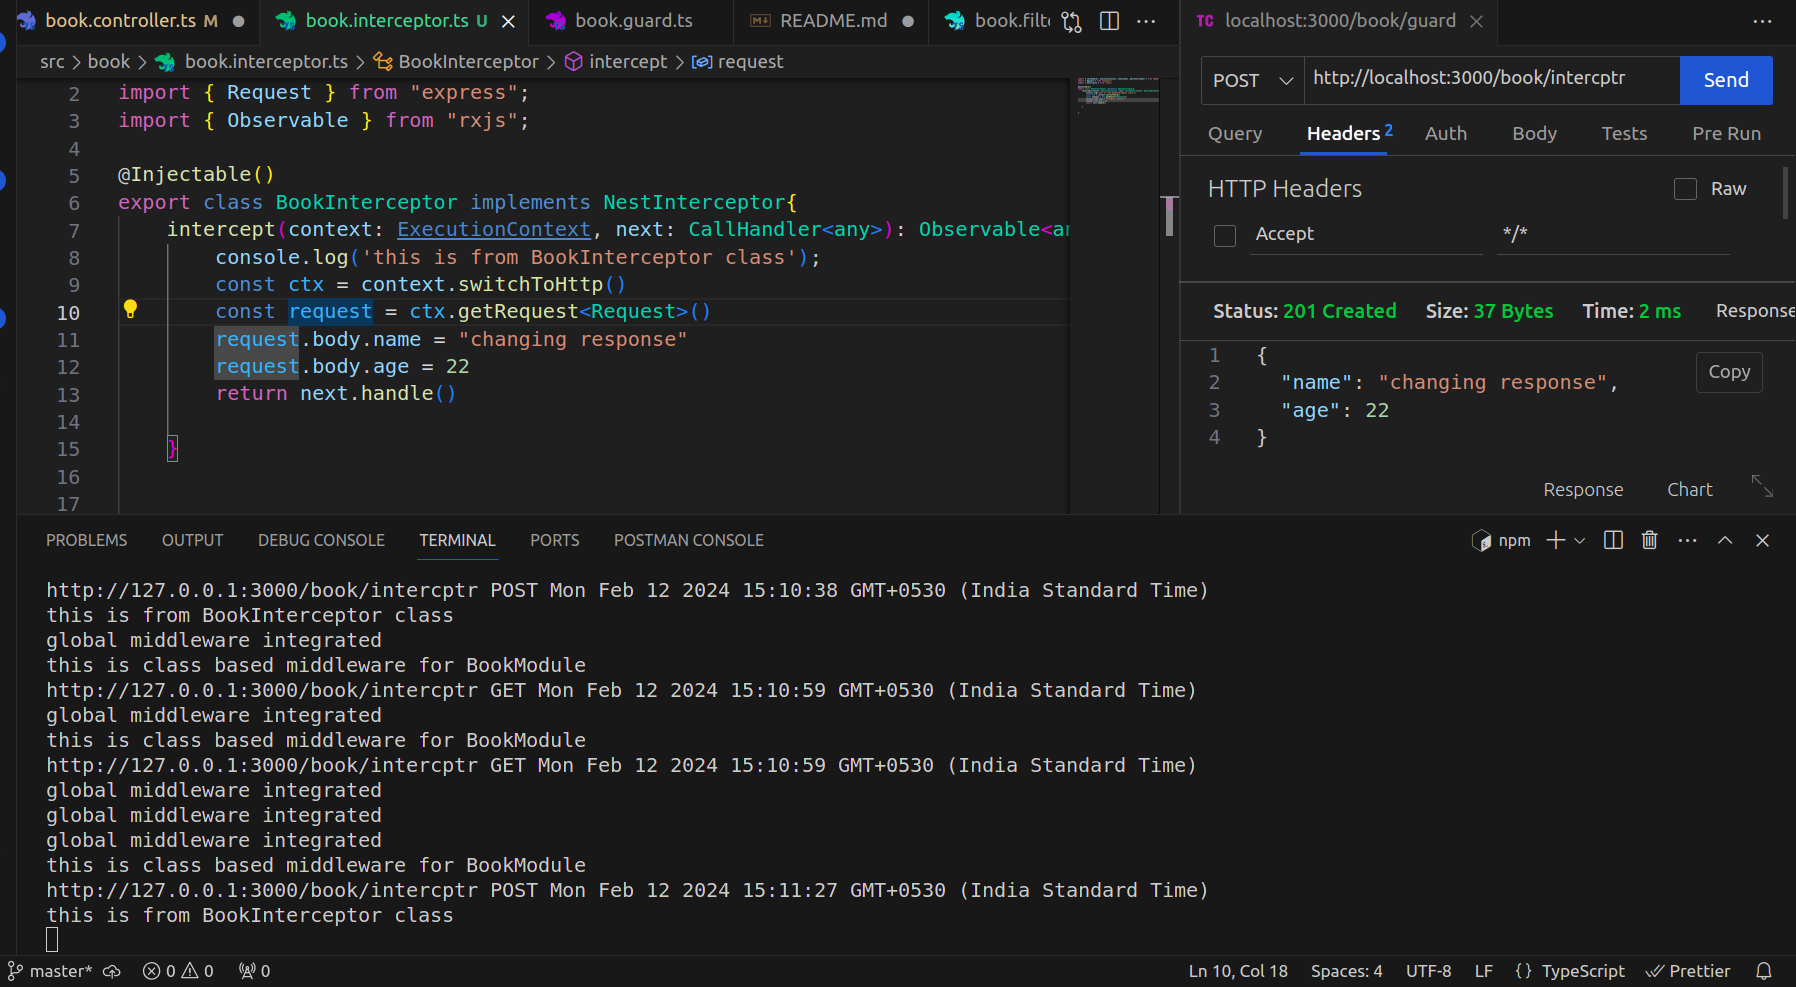 book.controller.ts M
book.interceptor.ts U
book.guard.ts
README.md
book.filt
TC localhost:3000/book/guard
src > book > book.interceptor.ts > BookInterceptor > intercept > request
2 import { Request } from "express";
3 import { Observable } from "rxjs";
4
5 @Injectable()
6 export class BookInterceptor implements NestInterceptor{
7 intercept(context: ExecutionContext, next: CallHandler<any>): Observable<an
8 console.log('this is from BookInterceptor class');
9 const ctx = context.switchToHttp()
10 const request = ctx.getRequest<Request>()
11 request.body.name = "changing response"
12 request.body.age = 22
13 return next.handle()
14
15 }
16
17
POST http://localhost:3000/book/intercptr Send
Query Headers 2 Auth Body Tests Pre Run
HTTP Headers Raw
Accept */*
Status: 201 Created Size: 37 Bytes Time: 2 ms Response
1 {
2 "name": "changing response",
3 "age": 22
4 }
Copy
Response Chart
PROBLEMS OUTPUT DEBUG CONSOLE TERMINAL PORTS POSTMAN CONSOLE npm
http://127.0.0.1:3000/book/intercptr POST Mon Feb 12 2024 15:10:38 GMT+0530 (India Standard Time)
this is from BookInterceptor class
global middleware integrated
this is class based middleware for BookModule
http://127.0.0.1:3000/book/intercptr GET Mon Feb 12 2024 15:10:59 GMT+0530 (India Standard Time)
global middleware integrated
this is class based middleware for BookModule
http://127.0.0.1:3000/book/intercptr GET Mon Feb 12 2024 15:10:59 GMT+0530 (India Standard Time)
global middleware integrated
global middleware integrated
global middleware integrated
this is class based middleware for BookModule
http://127.0.0.1:3000/book/intercptr POST Mon Feb 12 2024 15:11:27 GMT+0530 (India Standard Time)
this is from BookInterceptor class
master* 0 0 0 Ln 10, Col 18 Spaces: 4 UTF-8 LF {} TypeScript Prettier